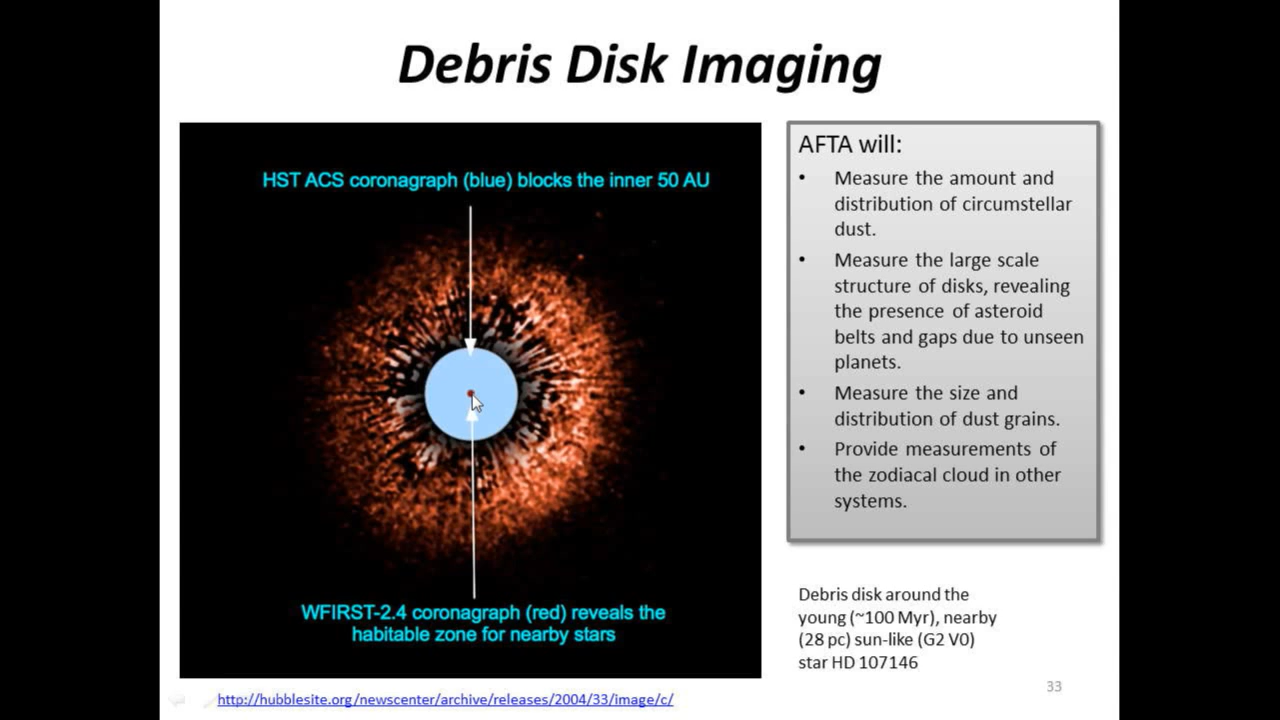 Debris Disk Imaging
HST ACS coronagraph (blue) blocks the inner 50 AU
WFIRST-2.4 coronagraph (red) reveals the
habitable zone for nearby stars
http://hubblesite.org/newscenter/archive/releases/2004/33/image/c/
AFTA will:
• Measure the amount and
distribution of circumstellar
dust.
• Measure the large scale
structure of disks, revealing
the presence of asteroid
belts and gaps due to unseen
planets.
• Measure the size and
distribution of dust grains.
• Provide measurements of
the zodiacal cloud in other
systems.
Debris disk around the
young (~100 Myr), nearby
(28 pc) sun-like (G2 V0)
star HD 107146
33